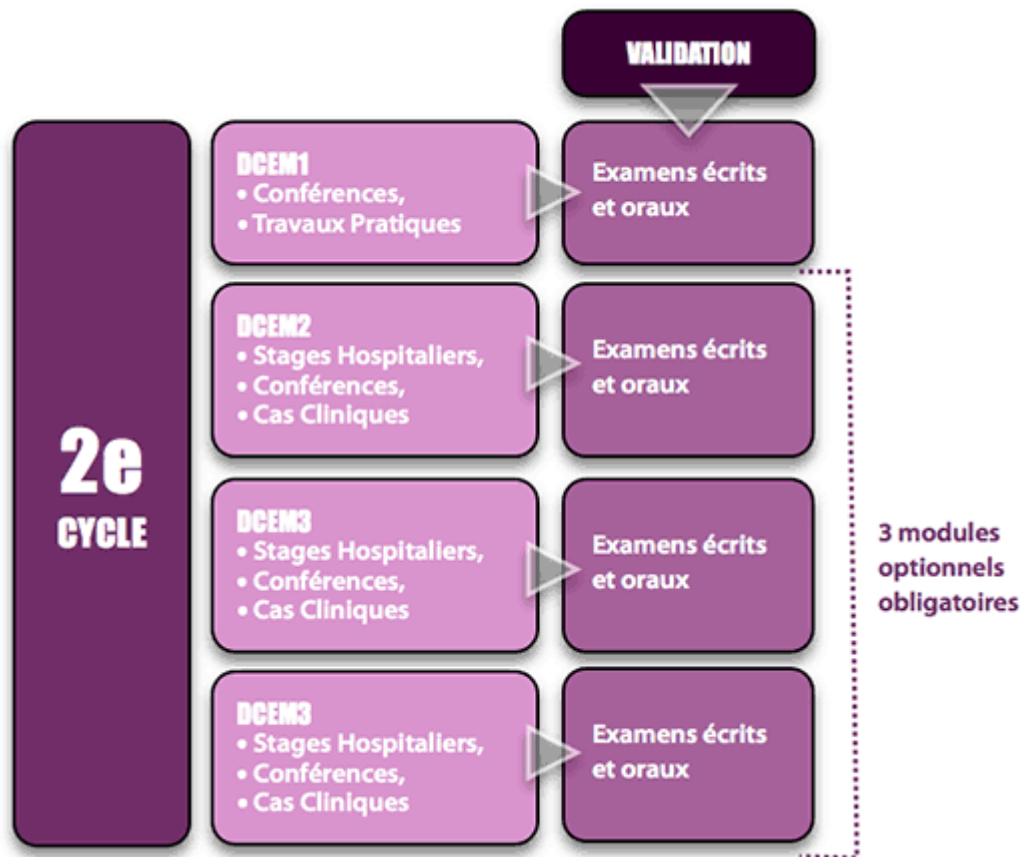 VALIDATION
2e
CYCLE
DCEM1
• Conférences,
• Travaux Pratiques
Examens écrits
et oraux
DCEM2
• Stages Hospitaliers,
• Conférences,
• Cas Cliniques
Examens écrits
et oraux
DCEM3
• Stages Hospitaliers,
• Conférences,
• Cas Cliniques
Examens écrits
et oraux
DCEM3
• Stages Hospitaliers,
• Conférences,
• Cas Cliniques
Examens écrits
et oraux
3 modules
optionnels
obligatoires